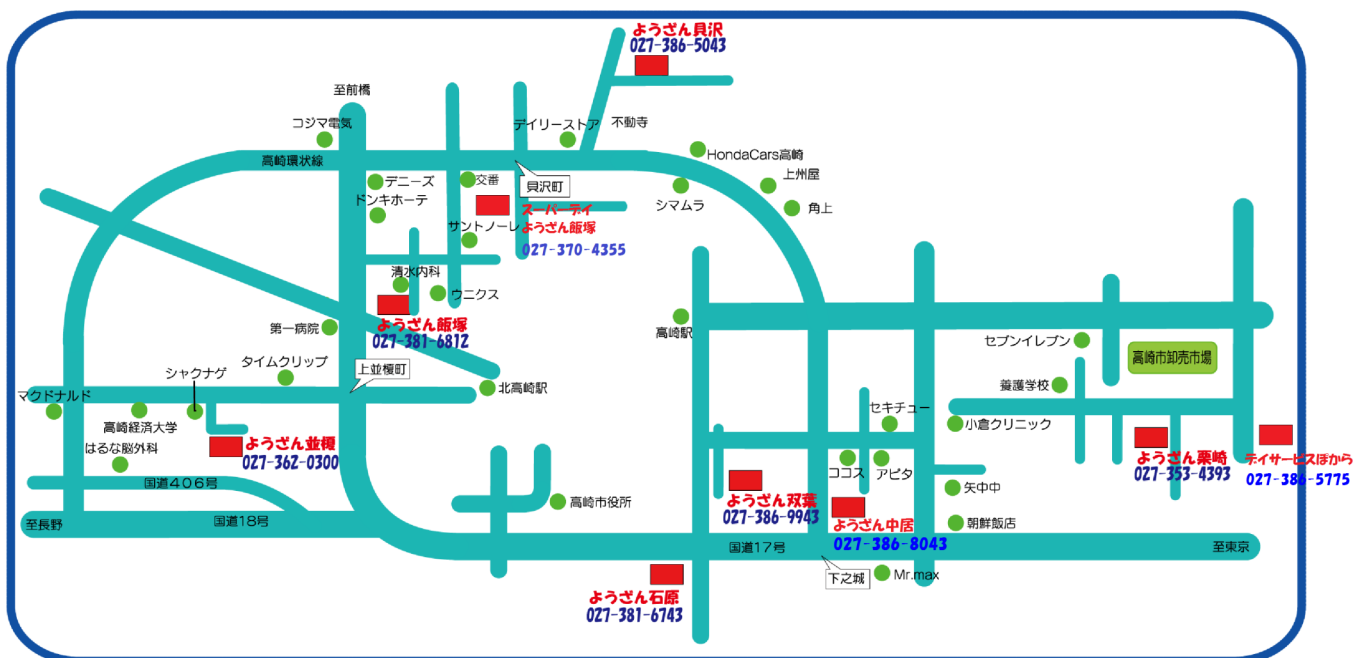 ようざん貝沢
027-386-5043
至前橋
コジマ電気
デイリーストア
不動寺
高崎環状線
HondaCars高崎
デニーズ
交番
貝沢町
上州屋
ドンキホーテ
シマムラ
角上
スーパーデイ
サントノーレ
ようざん飯塚
027-370-4355
清水内科
ウニクス
ようざん飯塚
027-381-6812
第一病院
高崎駅
セブンイレブン
高崎市卸売市場
タイムクリップ
上並榎町
シャクナゲ
北高崎駅
養護学校
マクドナルド
高崎経済大学
セキチュー
小倉クリニック
はるな脳外科
ようざん並榎
027-362-0300
ココス
アピタ
ようざん栗崎
027-353-4393
デイサービスぽから
027-386-5775
国道406号
高崎市役所
ようざん双葉
027-386-9943
矢中中
至長野
国道18号
ようざん中居
027-386-8043
朝鮮飯店
国道17号
至東京
下之城
Mr.max
ようざん石原
027-381-6743